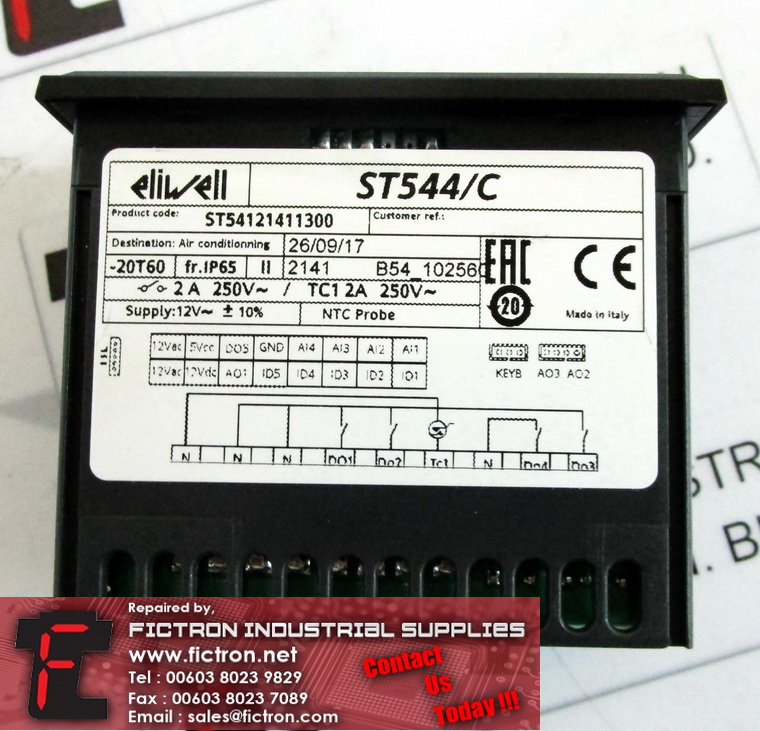 eliwell ST544/C
Product code: ST54121411300 Customer ref.:
Destination: Air conditionning 26/09/17
-20T60 fr.IP65 II 2141 B54_102560 EAC CE
2 A 250V~ / TC1 2A 250V~ 20
Supply:12V~ ± 10% NTC Probe Made in Italy
12Vac 5Vcc DO5 GND AI4 AI3 AI2 AI1
12Vac 12Vdc AO1 ID5 ID4 ID3 ID2 ID1
KEYB AO3 AO2
N N N DO1 Do2 Tc1 N Do4 Do3
STR
. BI
Repaired by,
FICTRON INDUSTRIAL SUPPLIES
www.fictron.net
Tel : 00603 8023 9829
Fax : 00603 8023 7089
Email : sales@fictron.com
Contact
Us
Today !!!